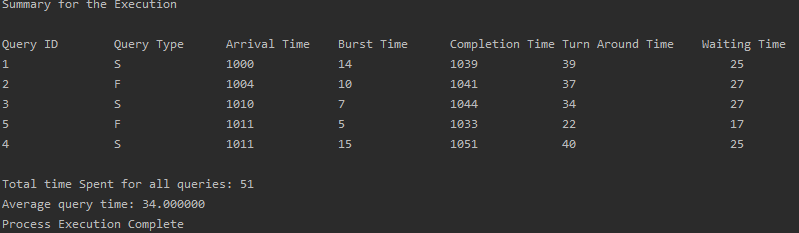 Summary for the Execution
Query ID Query Type Arrival Time Burst Time Completion Time Turn Around Time Waiting Time
1 S 1000 14 1039 39 25
2 F 1004 10 1041 37 27
3 S 1010 7 1044 34 27
5 F 1011 5 1033 22 17
4 S 1011 15 1051 40 25
Total time Spent for all queries: 51
Average query time: 34.000000
Process Execution Complete